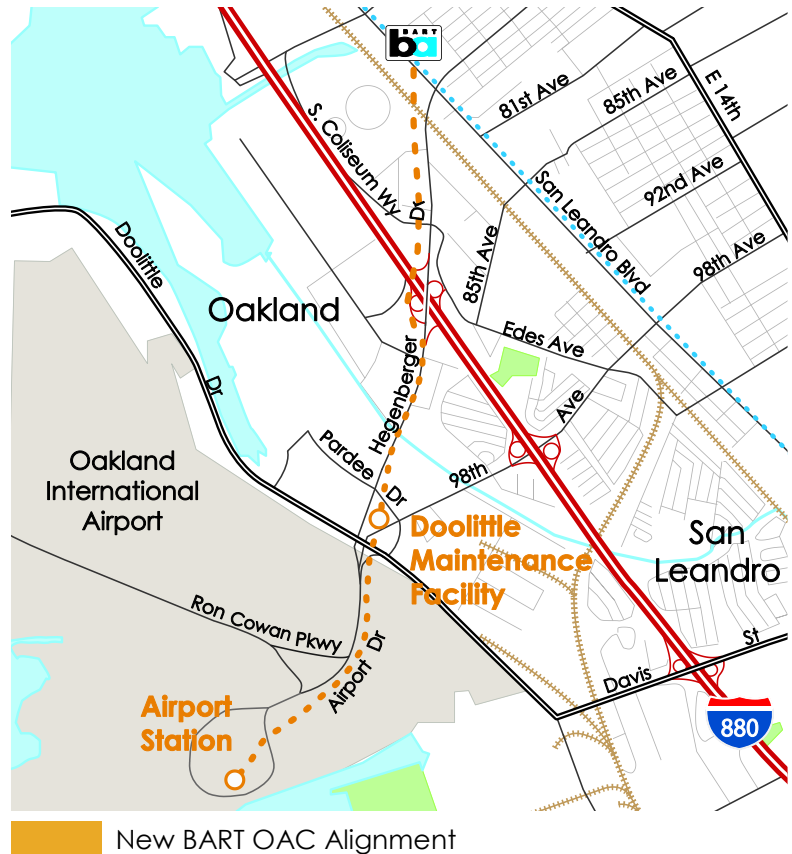 BART
ba
81st Ave
85th Ave
E 14th
S. Coliseum Wy
92nd Ave
San Leandro Blvd
Dr
Doolittle
85th Ave
98th Ave
Oakland
Edes Ave
Hegenberger
Dr
Ave
Pardee
Dr
98th
Oakland
International
Airport
Doolittle
Maintenance
Facility
San
Leandro
Ron Cowan Pkwy
Airport Dr
St
Davis
Airport
Station
880
New BART OAC Alignment